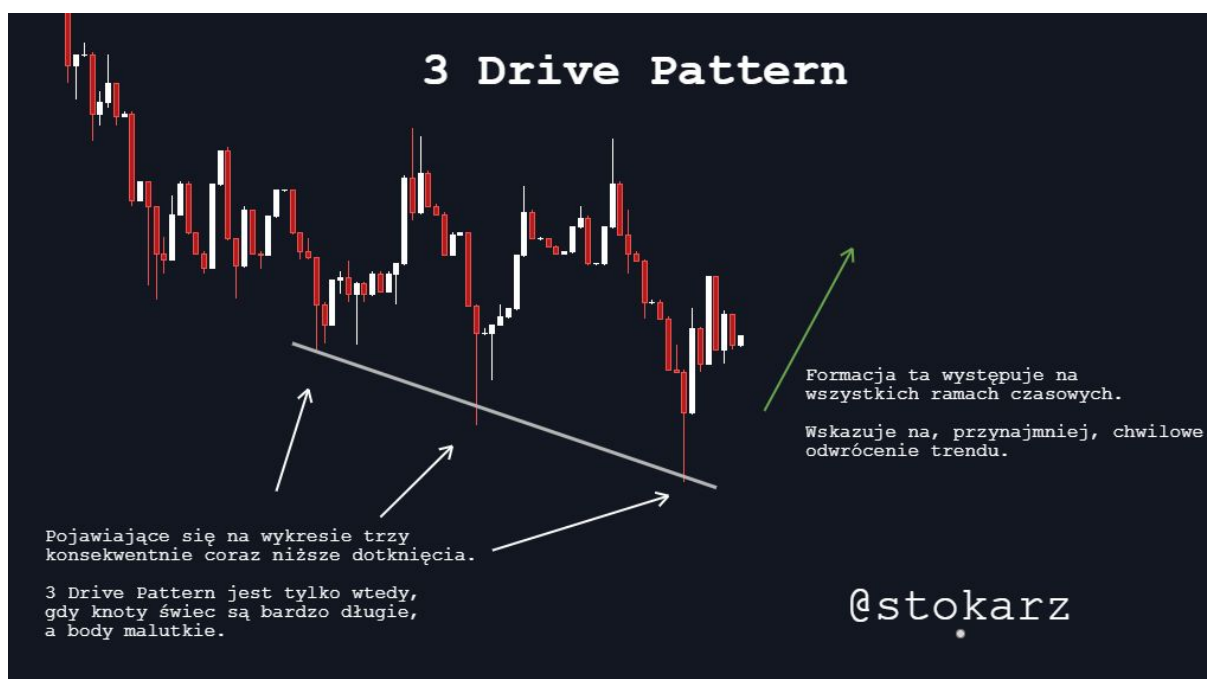 3 Drive Pattern
Formacja ta występuje na
wszystkich ramach czasowych.
Wskazuje na, przynajmniej, chwilowe
odwrócenie trendu.
Pojawiające się na wykresie trzy
konsekwentnie coraz niższe dotknięcia.
3 Drive Pattern jest tylko wtedy,
gdy knoty świec są bardzo długie,
a body malutkie.
@stokarz